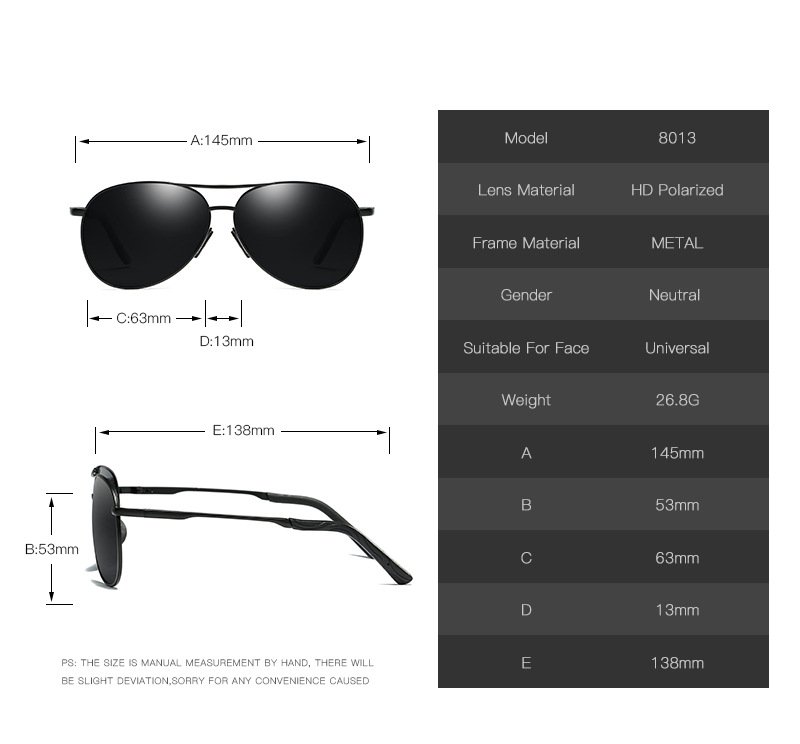 A:145mm
C:63mm
D:13mm
E:138mm
B:53mm
PS: THE SIZE IS MANUAL MEASUREMENT BY HAND, THERE WILL
BE SLIGHT DEVIATION,SORRY FOR ANY CONVENIENCE CAUSED
Model 8013
Lens Material HD Polarized
Frame Material METAL
Gender Neutral
Suitable For Face Universal
Weight 26.8G
A 145mm
B 53mm
C 63mm
D 13mm
E 138mm